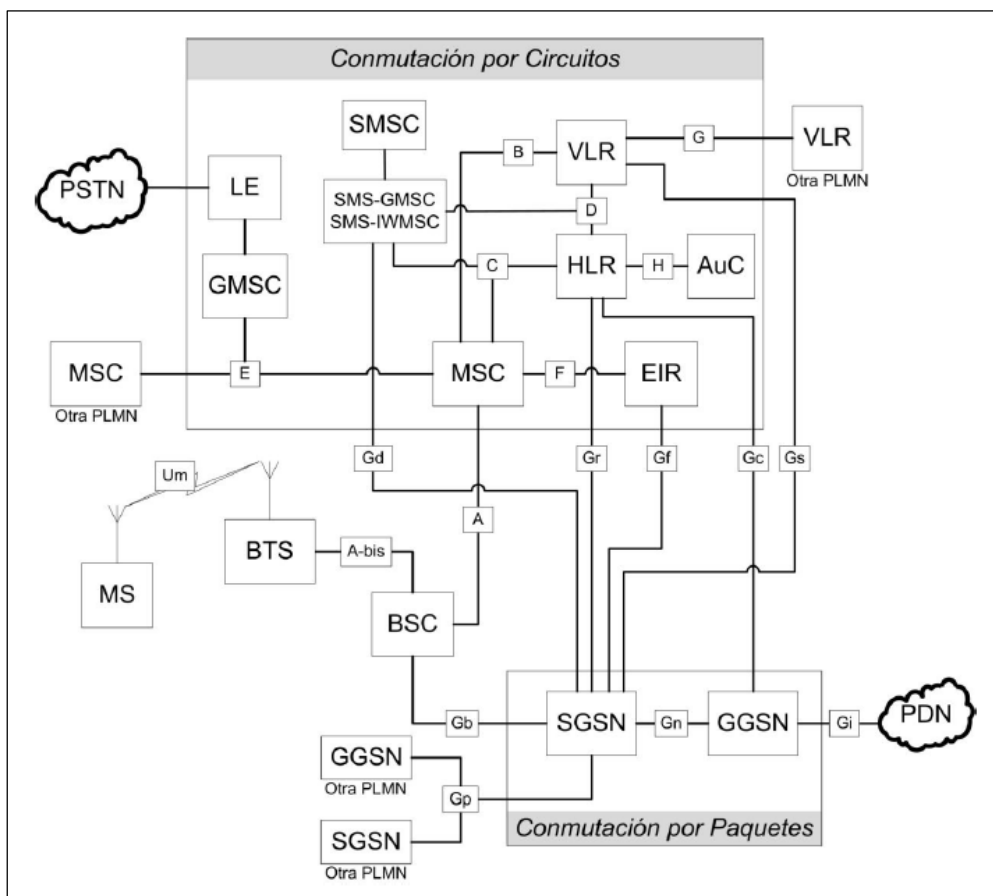 Conmutación por Circuitos
SMSC
B
VLR
G
VLR
Otra PLMN
PSTN
LE
SMS-GMSC
SMS-IWMSC
D
GMSC
C
HLR
H
AuC
MSC
Otra PLMN
E
MSC
F
EIR
Gd
Gr
Gf
Gc
Gs
Um
A
BTS
A-bis
MS
BSC
SGSN
Gn
GGSN
Gi
PDN
Gb
GGSN
Otra PLMN
Gp
SGSN
Otra PLMN
Conmutación por Paquetes